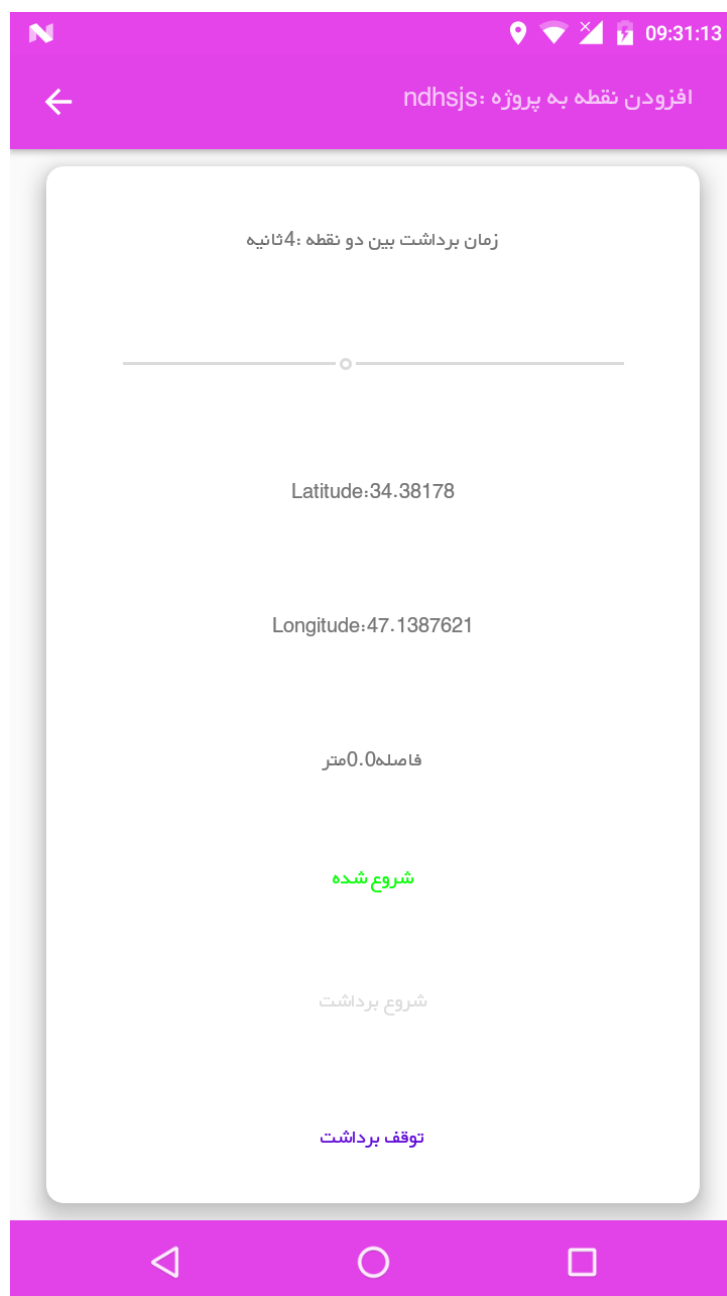 09:31:13
افزودن نقطه به پروژه :ndhsjs
زمان برداشت بین دو نقطه :4ثانیه
Latitude:34.38178
Longitude:47.1387621
فاصله0.0متر
شروع شده
شروع برداشت
توقف برداشت